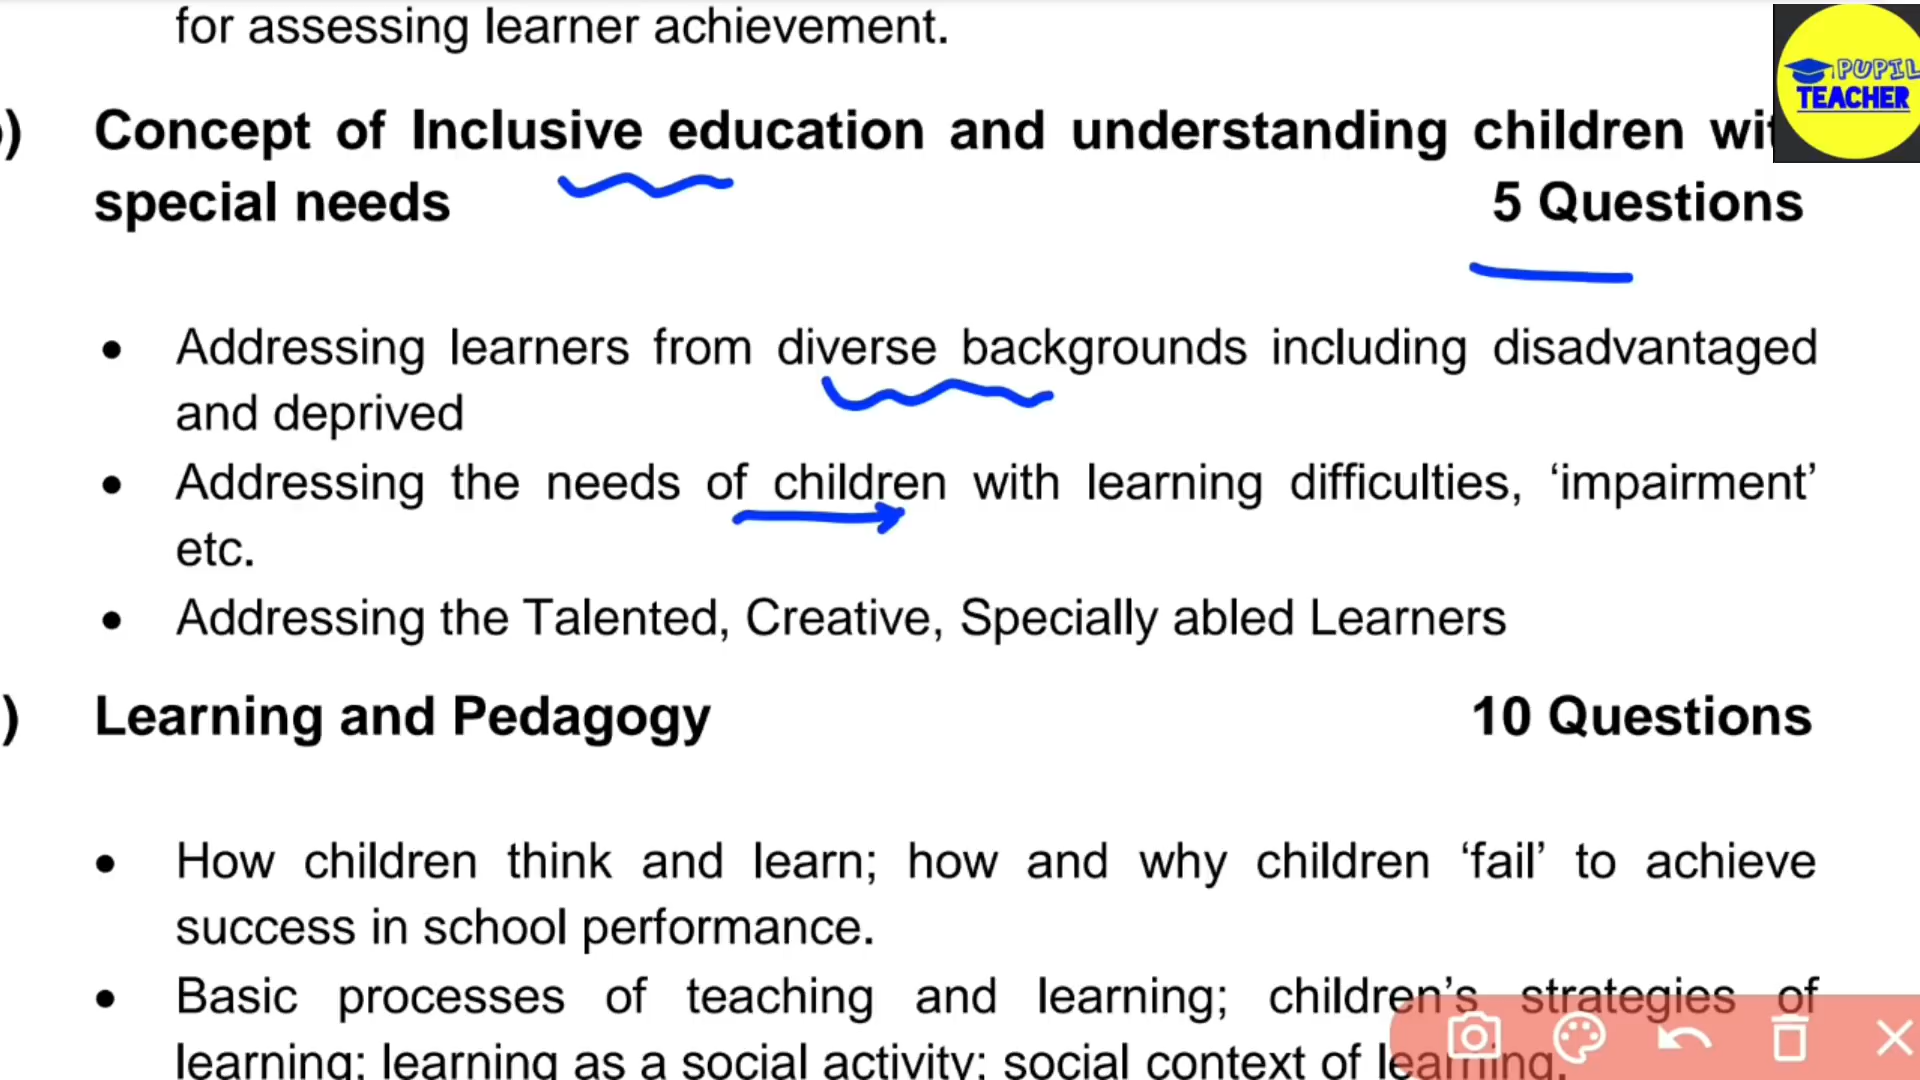 for assessing learner achievement.
PUPIL
TEACHER
) Concept of Inclusive education and understanding children
special needs 5 Questions
• Addressing learners from diverse backgrounds including disadvantaged
and deprived
• Addressing the needs of children with learning difficulties, ‘impairment’
etc.
• Addressing the Talented, Creative, Specially abled Learners
) Learning and Pedagogy 10 Questions
• How children think and learn; how and why children ‘fail’ to achieve
success in school performance.
• Basic processes of teaching and learning; children’s strategies of
learning; learning as a social activity; social context of learning.